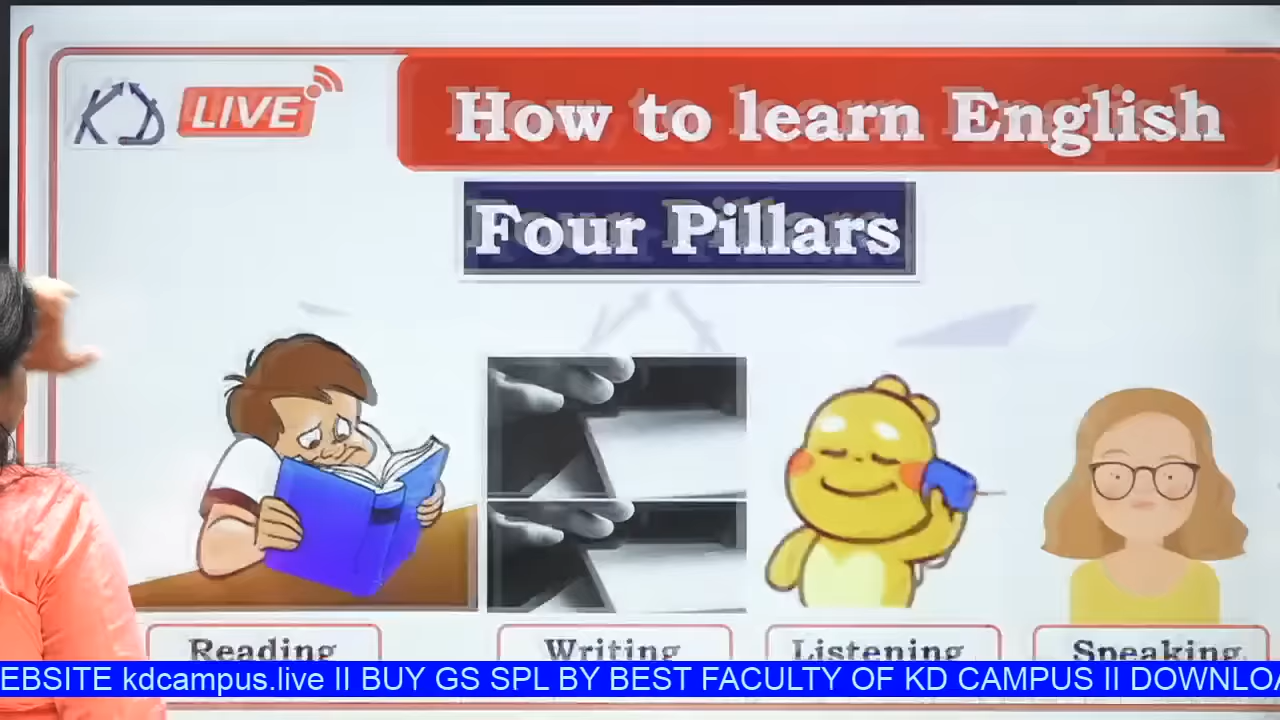 KD LIVE
How to learn English
Four Pillars
Reading
Writing
Listening
Speaking
EBSITE kdcampus.live II BUY GS SPL BY BEST FACULTY OF KD CAMPUS II DOWNLOA